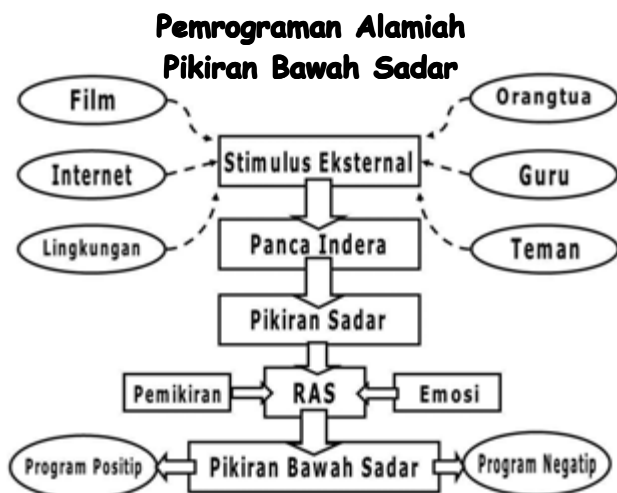 Pemrograman Alamiah
Pikiran Bawah Sadar
Film
Orangtua
Stimulus Eksternal
Internet
Guru
Lingkungan
Panca Indera
Teman
Pikiran Sadar
Pemikiran
RAS
Emosi
Program Positip
Pikiran Bawah Sadar
Program Negatip